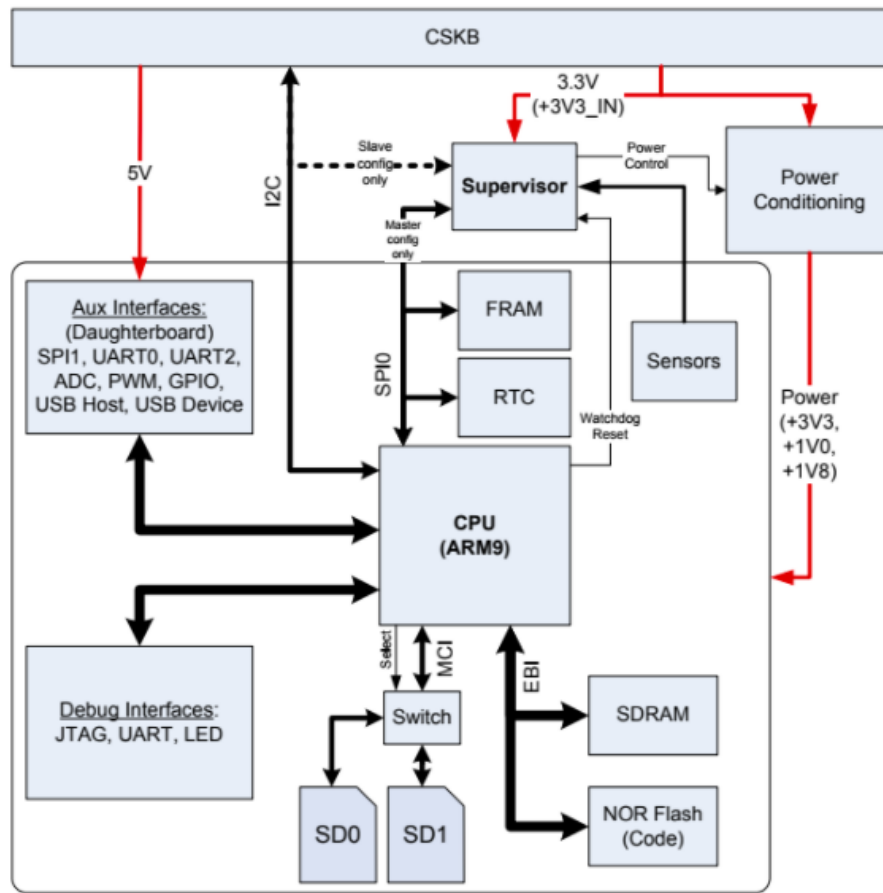 CSKB
3.3V
(+3V3_IN)
5V
I2C
Slave
config
only
Supervisor
Power
Control
Power
Conditioning
Master
config
only
Aux Interfaces:
(Daughterboard)
SPI1, UART0, UART2,
ADC, PWM, GPIO,
USB Host, USB Device
SPI0
FRAM
RTC
Sensors
Watchdog
Reset
Power
(+3V3,
+1V0,
+1V8)
CPU
(ARM9)
Debug Interfaces:
JTAG, UART, LED
Select
MCI
EBI
Switch
SDRAM
SD0
SD1
NOR Flash
(Code)